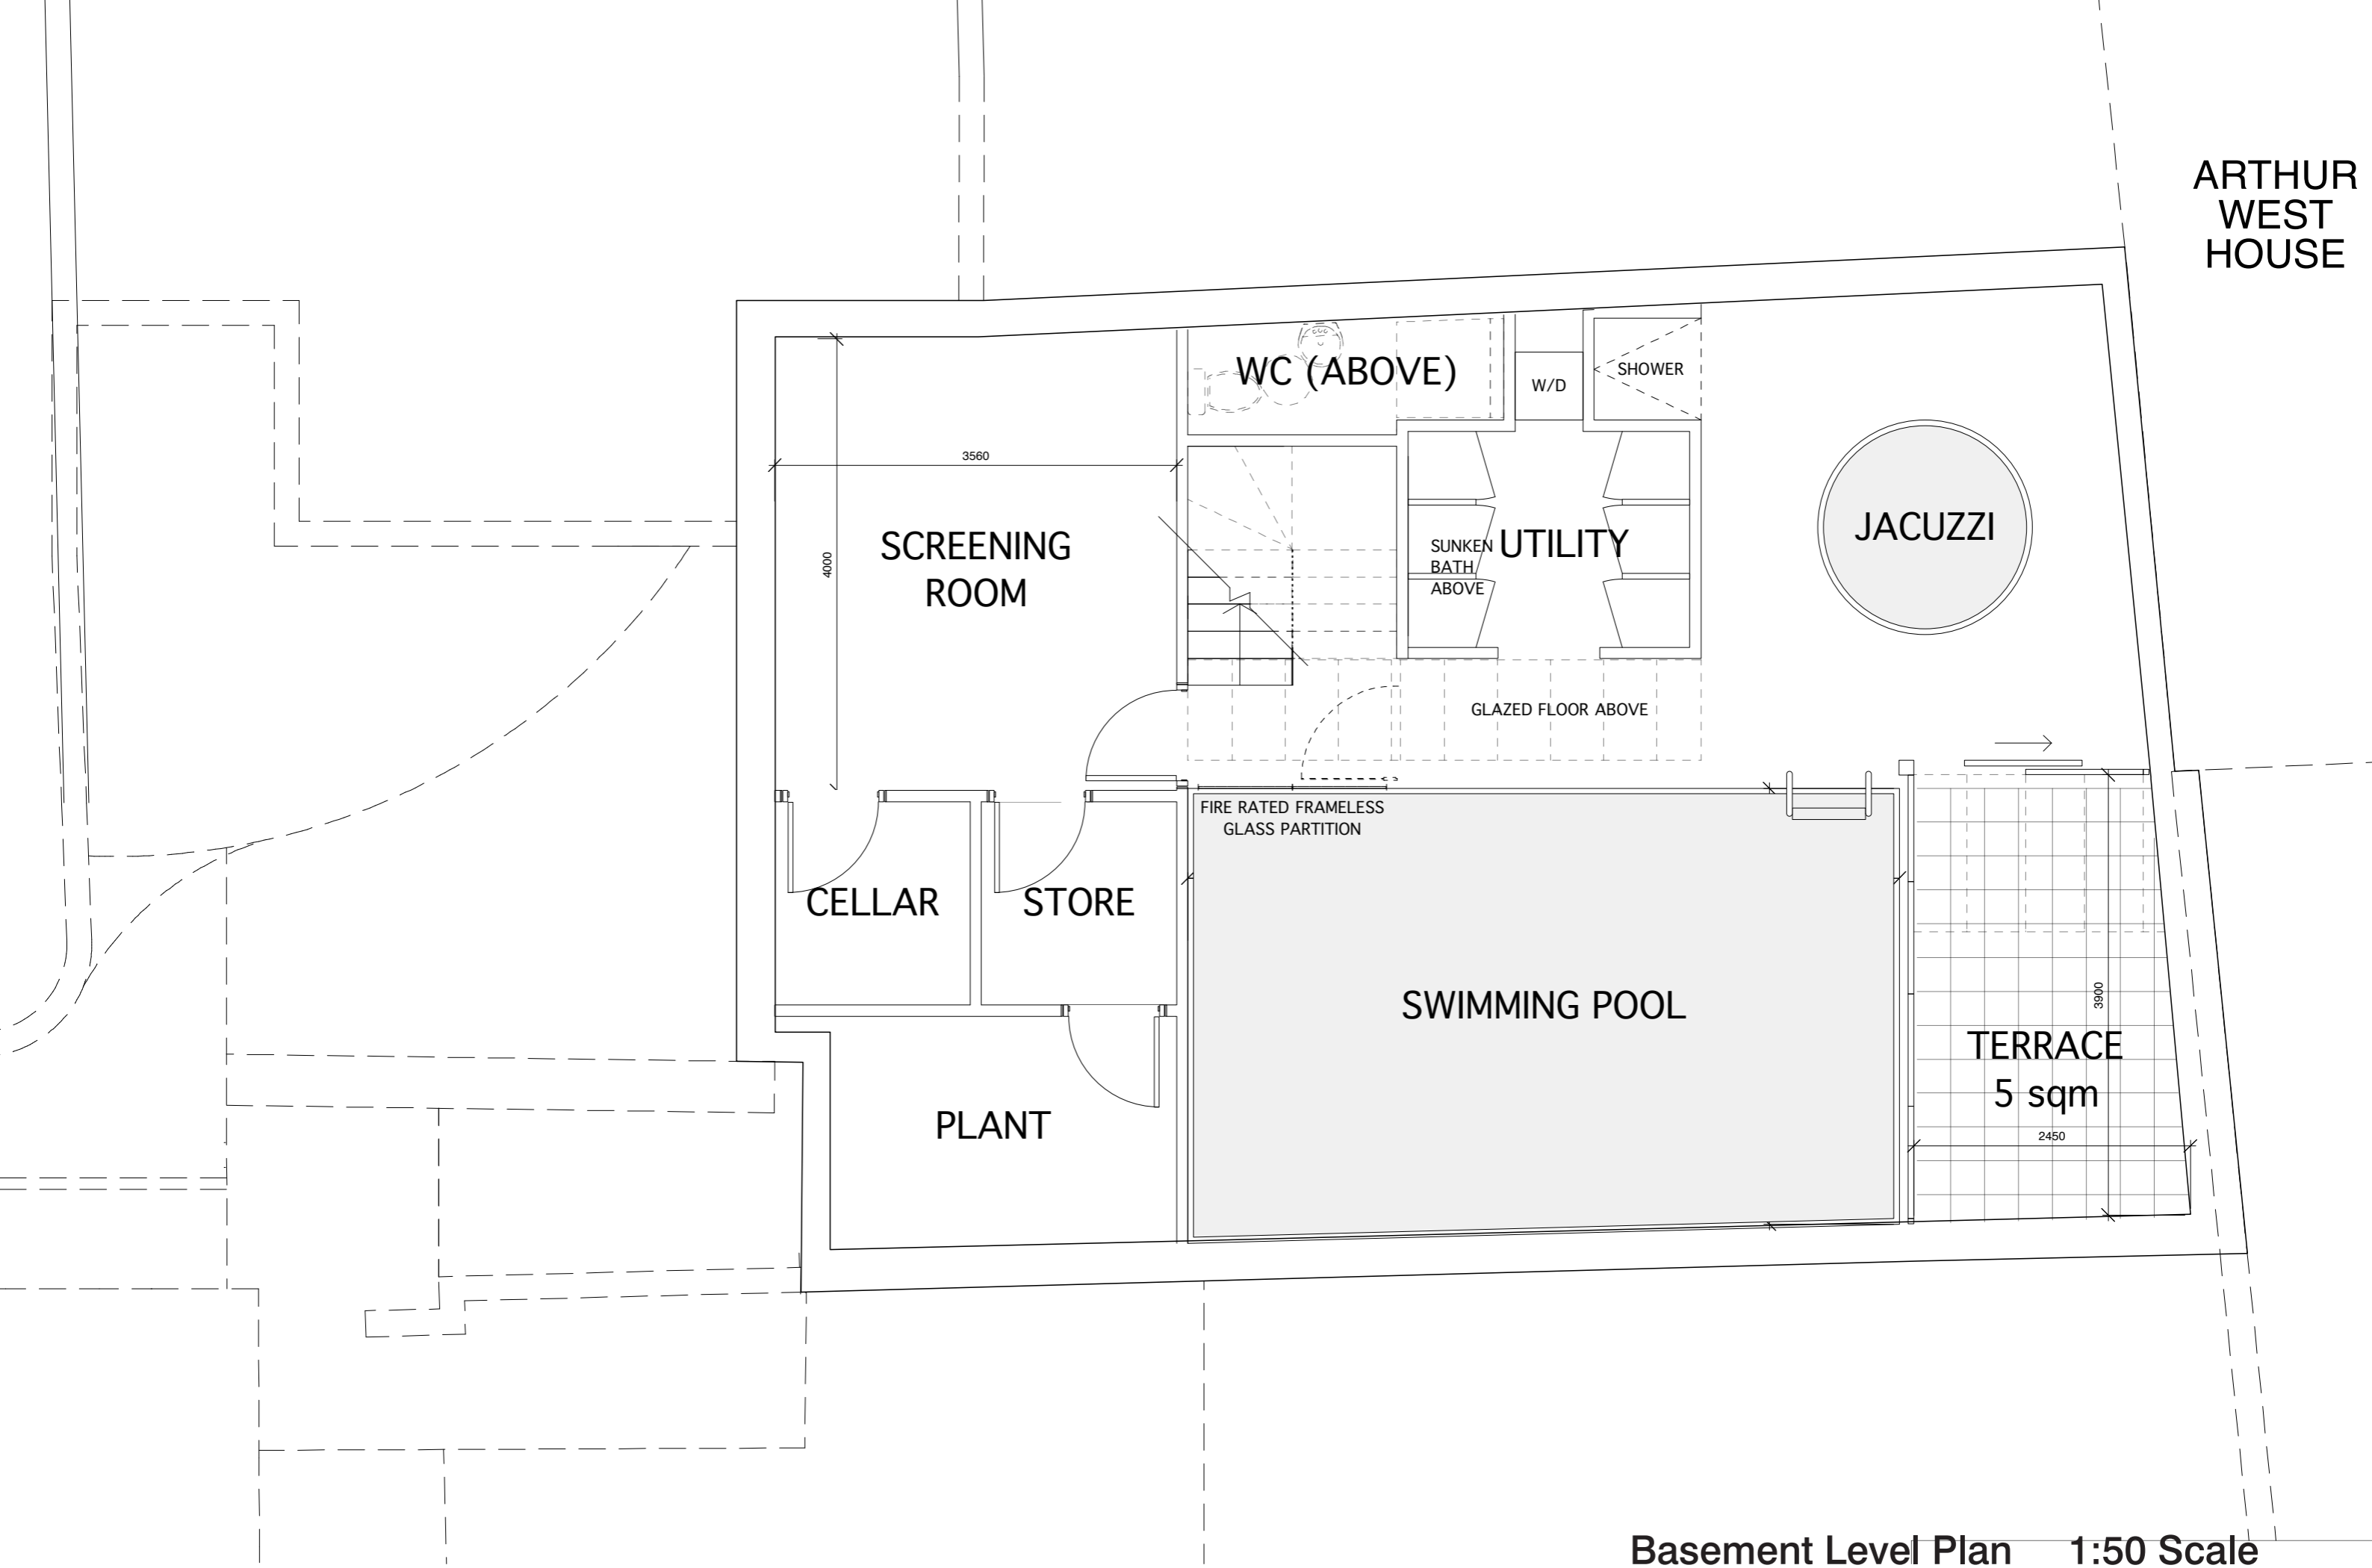 ARTHUR
WEST
HOUSE
WC (ABOVE)
W/D
SHOWER
3560
4000
SCREENING
ROOM
SUNKEN
BATH
ABOVE
UTILITY
JACUZZI
GLAZED FLOOR ABOVE
FIRE RATED FRAMELESS
GLASS PARTITION
CELLAR
STORE
SWIMMING POOL
3900
TERRACE
5 sqm
2450
PLANT
Basement Level Plan 1:50 Scale